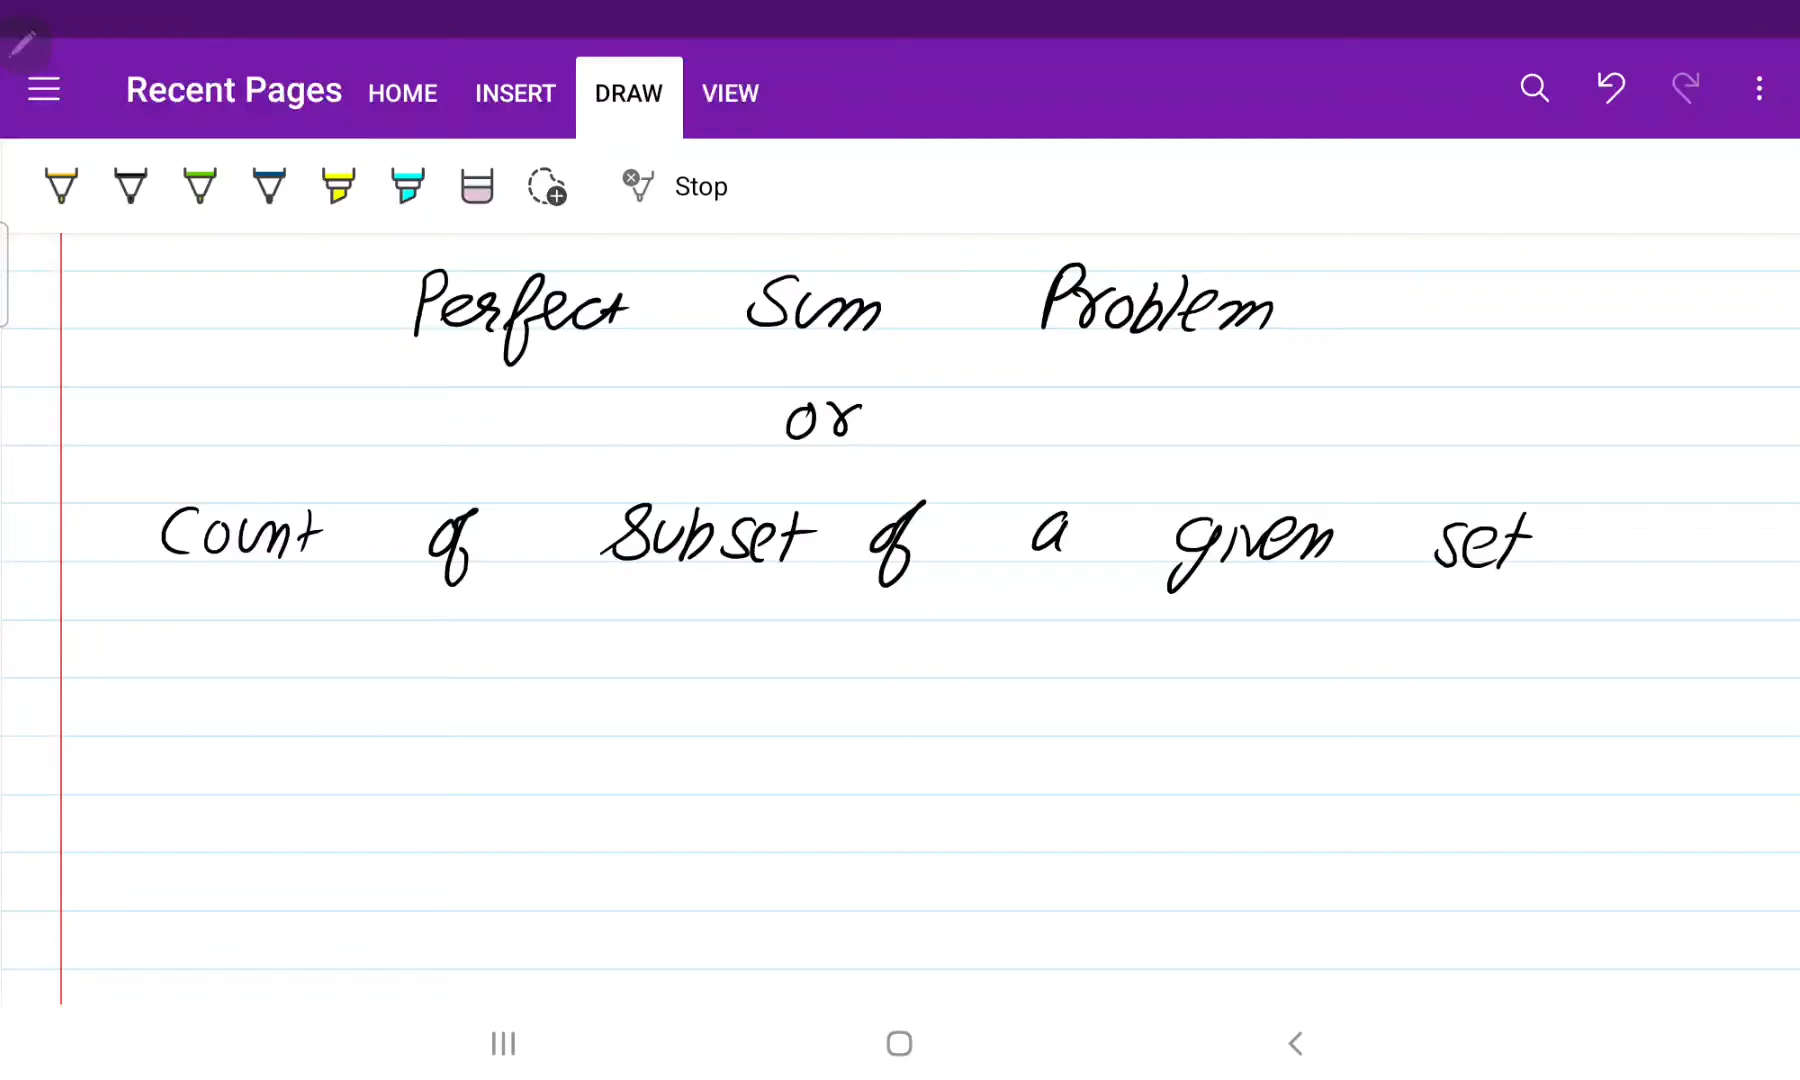 Recent Pages HOME INSERT DRAW VIEW
Stop
Perfect Sum Problem
or
Count of Subset of a given set